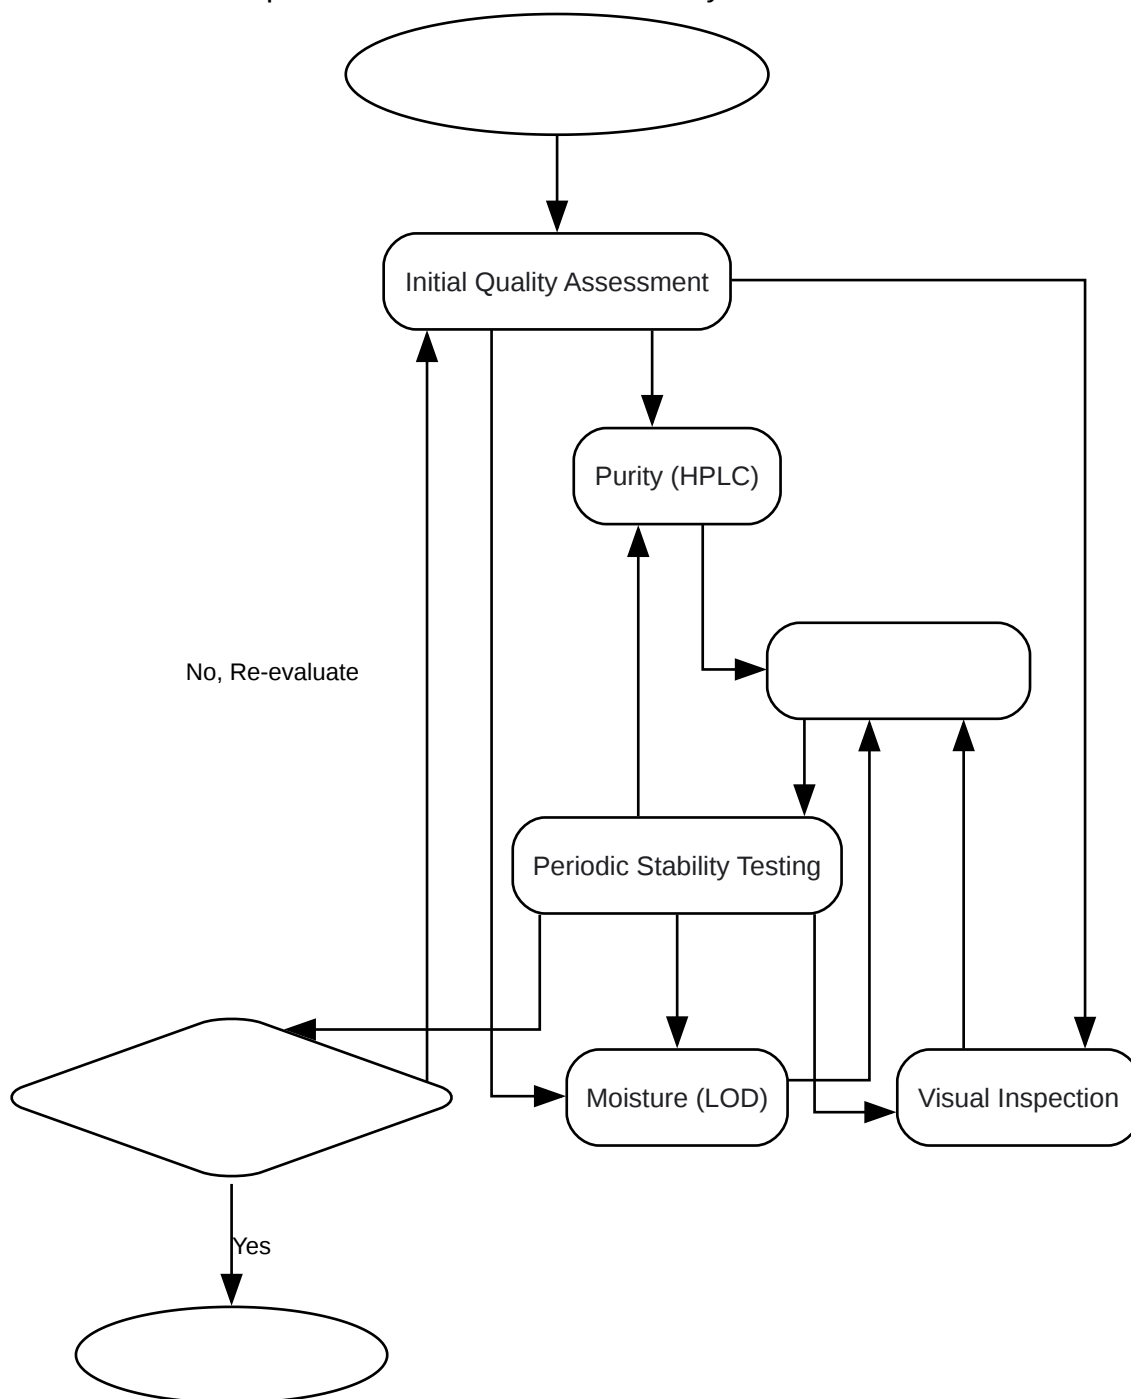 Initial Quality Assessment
Purity (HPLC)
No, Re-evaluate
Periodic Stability Testing
Moisture (LOD)
Visual Inspection
Yes